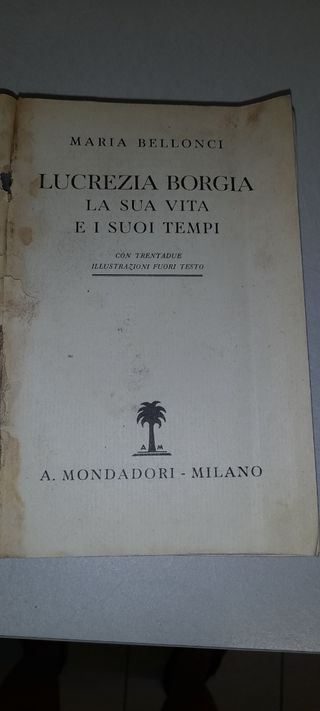 MARIA BELLONCI
LUCREZIA BORGIA
LA SUA VITA
E I SUOI TEMPI
CON TRENTADUE
ILLUSTRAZIONI FUORI TESTO
A M
A. MONDADORI - MILANO